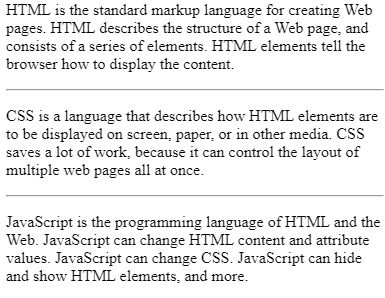 HTML is the standard markup language for creating Web
pages. HTML describes the structure of a Web page, and
consists of a series of elements. HTML elements tell the
browser how to display the content.
CSS is a language that describes how HTML elements are
to be displayed on screen, paper, or in other media. CSS
saves a lot of work, because it can control the layout of
multiple web pages all at once.
JavaScript is the programming language of HTML and the
Web. JavaScript can change HTML content and attribute
values. JavaScript can change CSS. JavaScript can hide
and show HTML elements, and more.